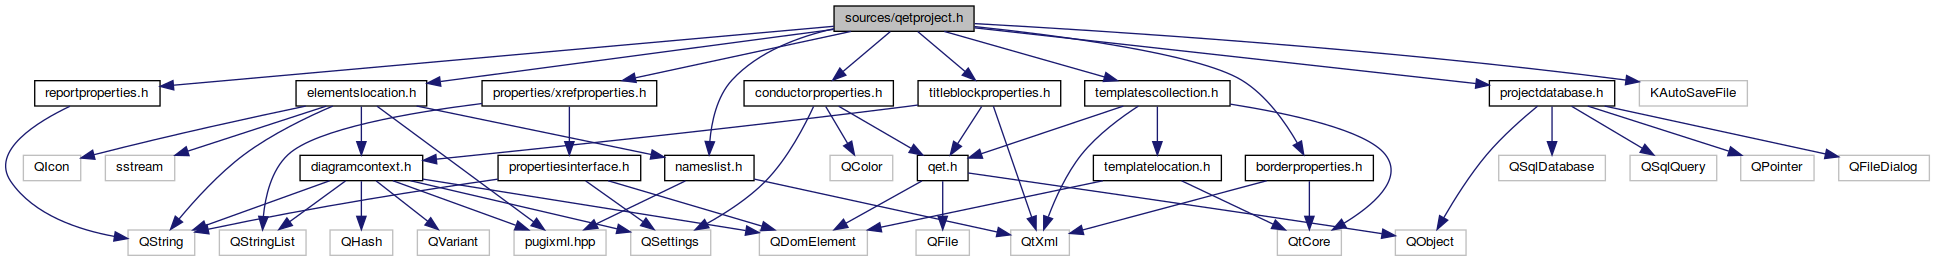 sources/qetproject.h
reportproperties.h
elementslocation.h
properties/xrefproperties.h
conductorproperties.h
titleblockproperties.h
templatescollection.h
projectdatabase.h
KAutoSaveFile
QIcon
sstream
diagramcontext.h
propertiesinterface.h
nameslist.h
QColor
qet.h
templatelocation.h
borderproperties.h
QSqlDatabase
QSqlQuery
QPointer
QFileDialog
QString
QStringList
QHash
QVariant
pugixml.hpp
QSettings
QDomElement
QFile
QtXml
QtCore
QObject